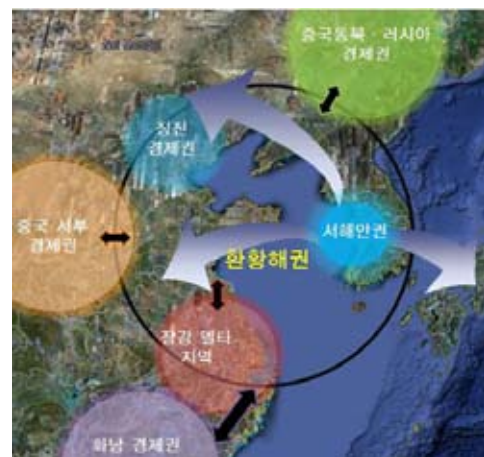 중국동북·러시아
경제권
징진
경제권
중국 서부
경제권
서해안권
환황해권
장강 델타
지역
화남 경제권